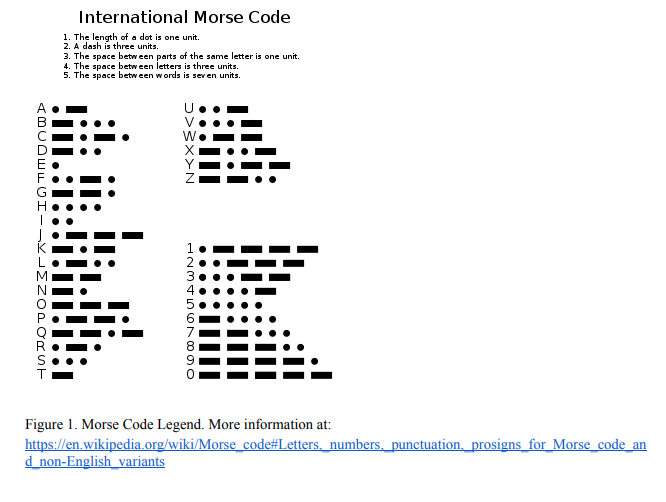 International Morse Code
1. The length of a dot is one unit.
2. A dash is three units.
3. The space between parts of the same letter is one unit.
4. The space between letters is three units.
5. The space between words is seven units.
A
B
C
D
E
F
G
H
I
J
K
L
M
N
O
P
Q
R
S
T
U
V
W
X
Y
Z
1
2
3
4
5
6
7
8
9
0
Figure 1. Morse Code Legend. More information at:
https://en.wikipedia.org/wiki/Morse_code#Letters,_numbers,_punctuation,_prosigns_for_Morse_code_an
d_non-English_variants